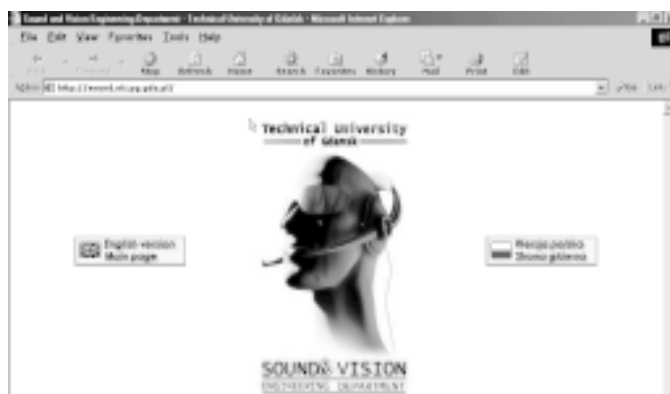 Sound and Vision Engineering Department - Technical University of Gdańsk - Microsoft Internet Explorer
File Edit View Favorites Tools Help
Stop Refresh Home Search Favorites History Mail Print Edit
Technical University
of Gdańsk
English version
Main page
Wersja polska
Strona główna
SOUND & VISION
ENGINEERING DEPARTMENT